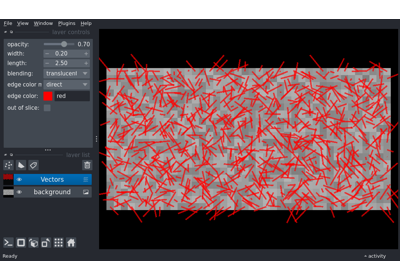 File View Window Plugins Help
layer controls
opacity: 0.70
width: 0.20
length: 2.50
blending: translucent
edge color m direct
edge color: red
out of slice:
layer list
Vectors
background
Ready
activity